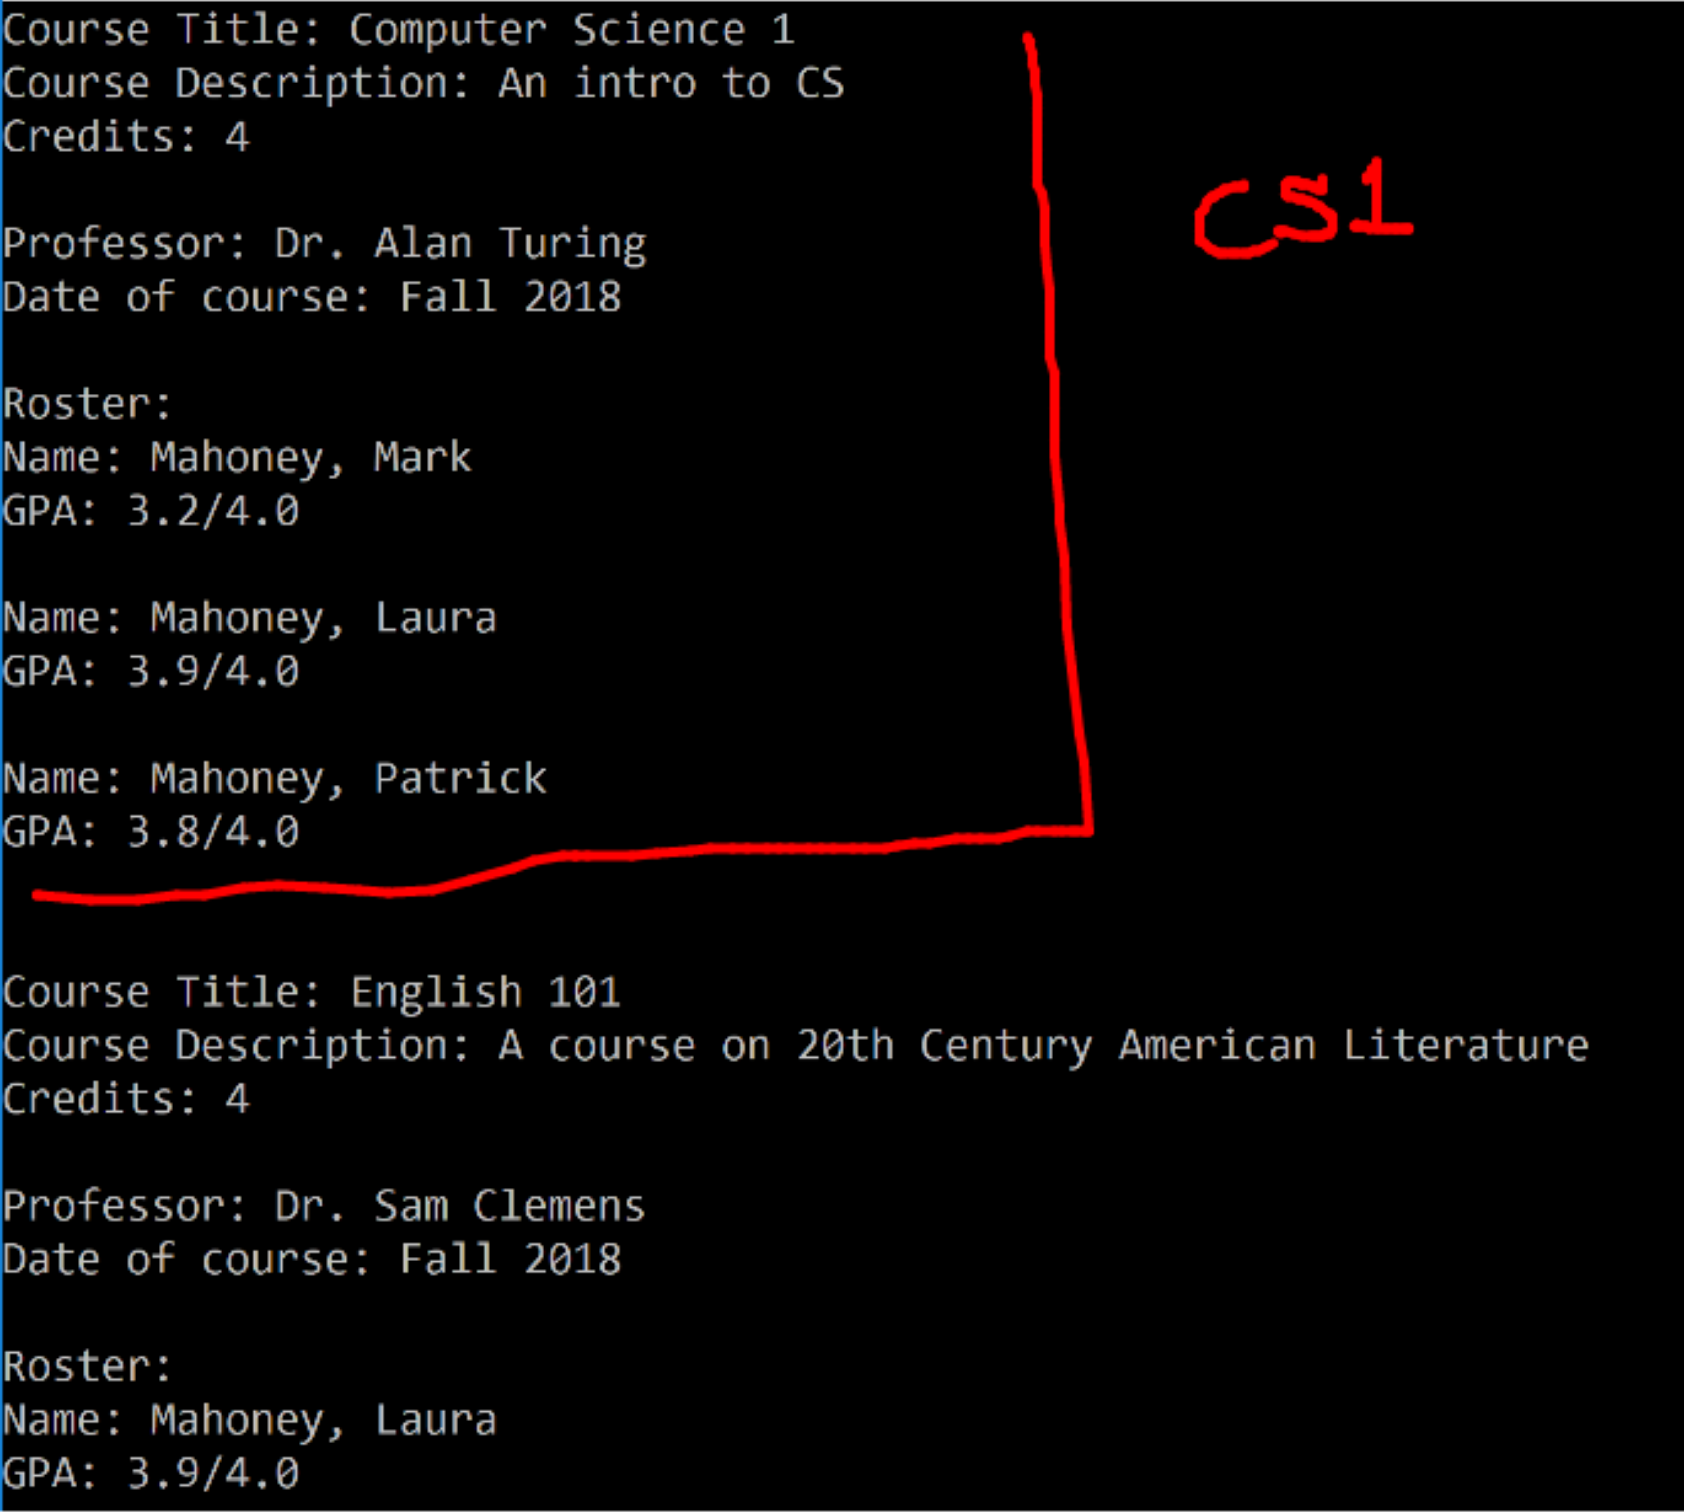 Course Title: Computer Science 1
Course Description: An intro to CS
Credits: 4
CS1
Professor: Dr. Alan Turing
Date of course: Fall 2018
Roster:
Name: Mahoney, Mark
GPA: 3.2/4.0
Name: Mahoney, Laura
GPA: 3.9/4.0
Name: Mahoney, Patrick
GPA: 3.8/4.0
Course Title: English 101
Course Description: A course on 20th Century American Literature
Credits: 4
Professor: Dr. Sam Clemens
Date of course: Fall 2018
Roster:
Name: Mahoney, Laura
GPA: 3.9/4.0